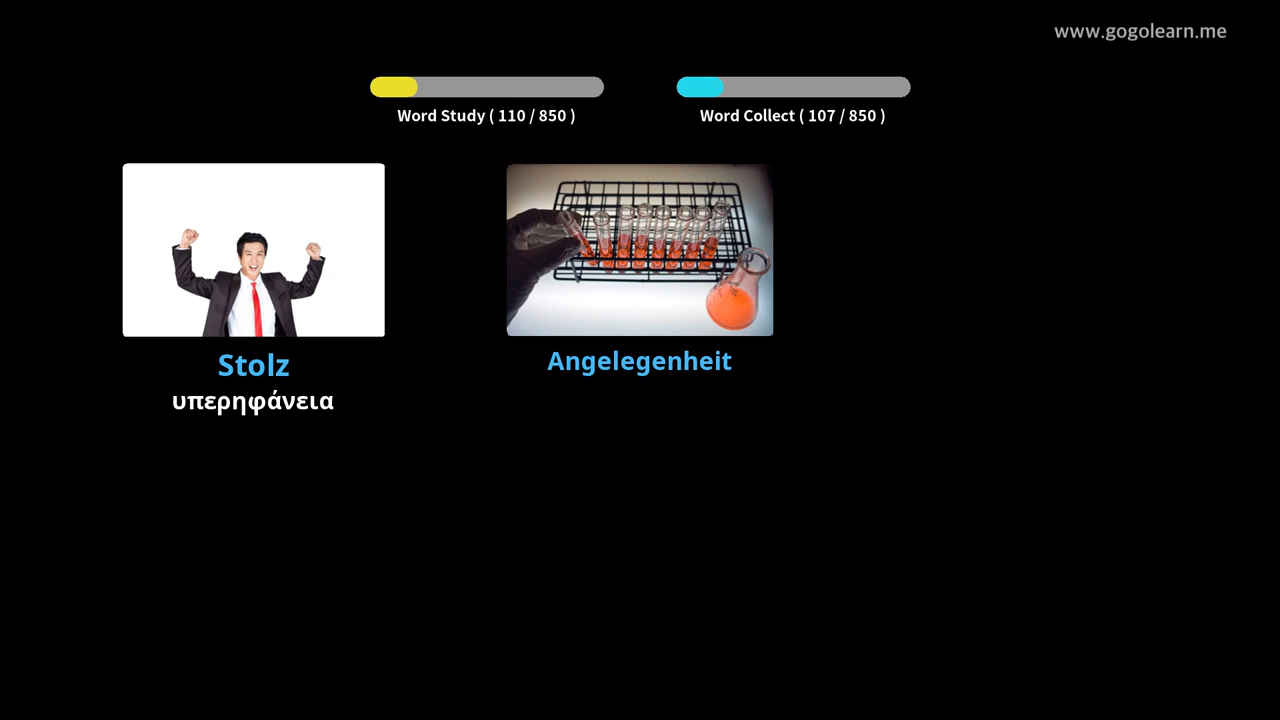 www.gogolearn.me
Word Study ( 110 / 850 )
Word Collect ( 107 / 850 )
Stolz
υπερηφάνεια
Angelegenheit